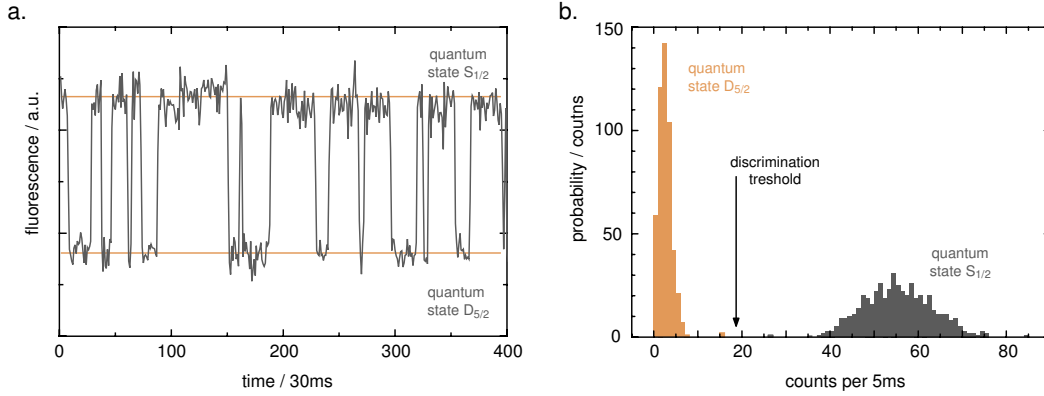 a.
quantum
state S1/2
fluorescence / a.u.
quantum
state D5/2
0
100
200
300
400
time / 30ms
b.
150
100
50
0
probability / coutns
quantum
state D5/2
discrimination
treshold
quantum
state S1/2
0
20
40
60
80
counts per 5ms